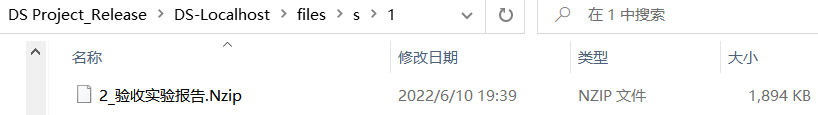 DS Project_Release > DS-Localhost > files > s > 1 在 1 中搜索
名称 修改日期 类型 大小
2_验收实验报告.Nzip 2022/6/10 19:39 NZIP 文件 1,894 KB